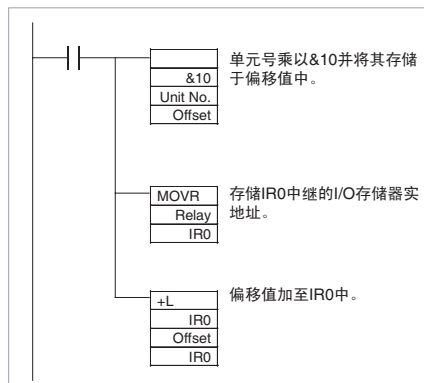 &10
Unit No.
Offset
单元号乘以&10并将其存储
于偏移值中。
MOVR
Relay
IR0
存储IR0中继的I/O存储器实
地址。
+L
IR0
Offset
IR0
偏移值加至IR0中。